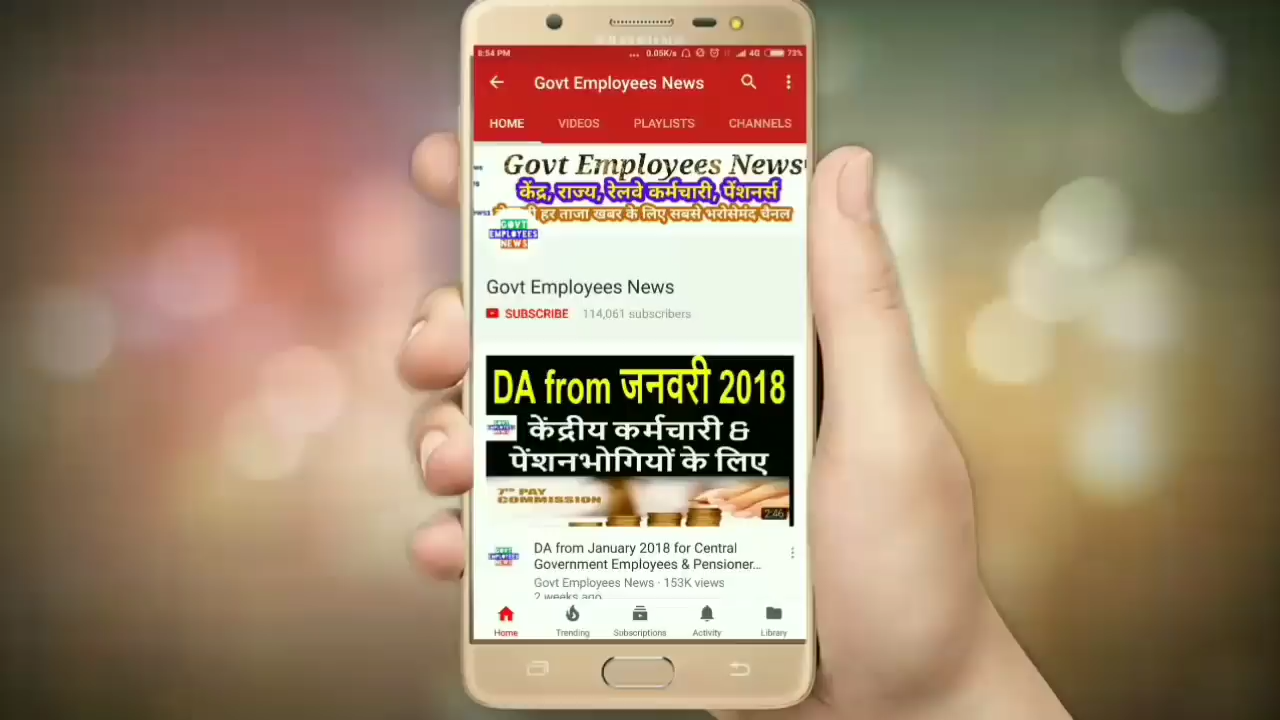 SAMSUNG
8:54 PM
... 0.05K/s 4G 73%
Govt Employees News
HOME VIDEOS PLAYLISTS CHANNELS
Govt Employees News
केंद्र, राज्य, रेलवे कर्मचारी, पेंशनर्स
हर ताजा खबर के लिए सबसे भरोसेमंद चैनल
GOVT
EMPLOYEES
NEWS
Govt Employees News
SUBSCRIBE 114,061 subscribers
DA from जनवरी 2018
केंद्रीय कर्मचारी &
पेंशनभोगियों के लिए
7TH PAY
COMMISSION
2:46
DA from January 2018 for Central
Government Employees & Pensioner...
Govt Employees News · 153K views
2 weeks ago
Home Trending Subscriptions Activity Library